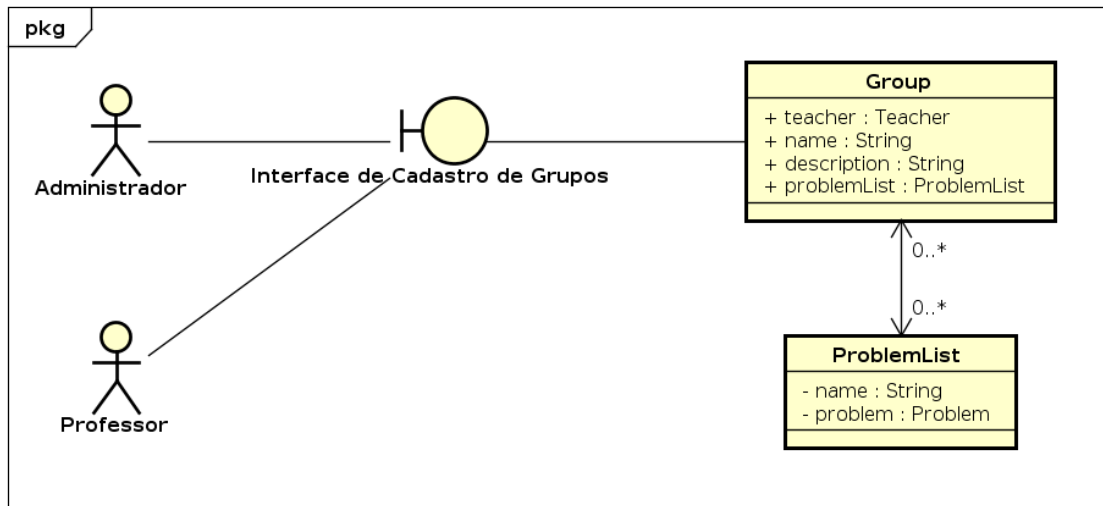 pkg
Administrador
Interface de Cadastro de Grupos
Professor
Group
+ teacher : Teacher
+ name : String
+ description : String
+ problemList : ProblemList
0..*
0..*
ProblemList
- name : String
- problem : Problem